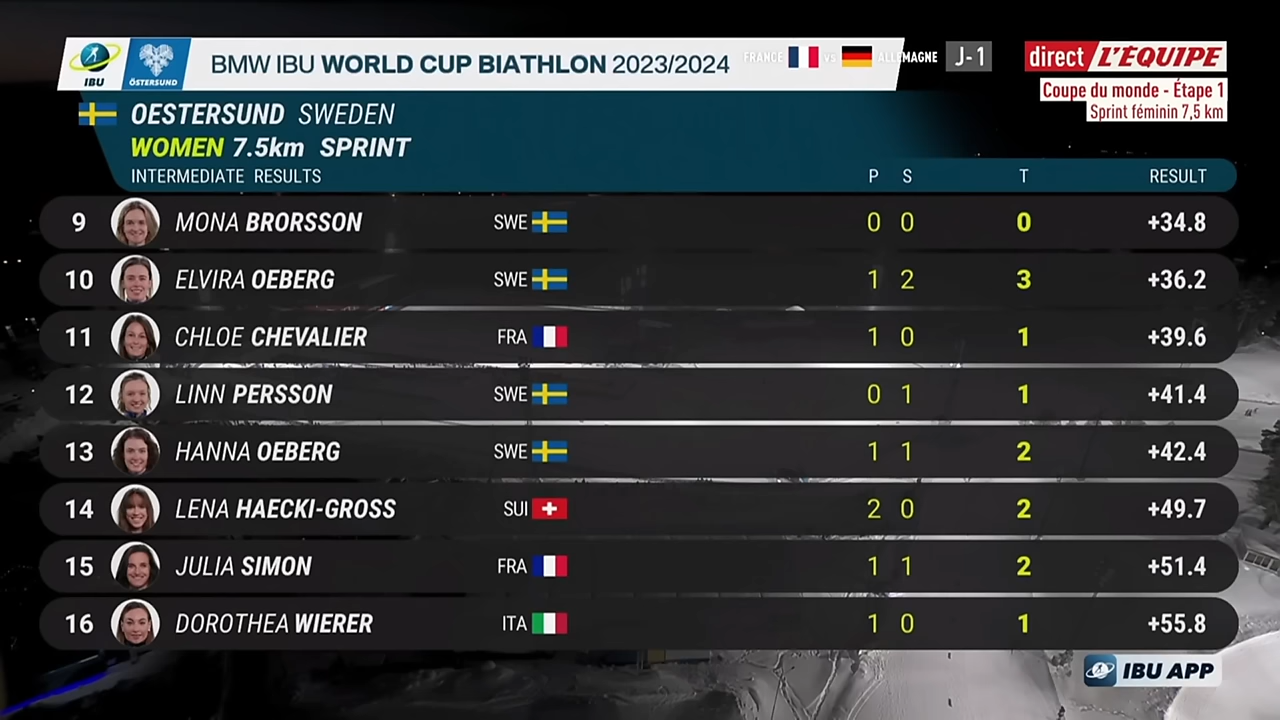 IBU
ÖSTERSUND
BMW IBU WORLD CUP BIATHLON 2023/2024
FRANCE VS ALLEMAGNE J-1
direct L'ÉQUIPE
Coupe du monde - Étape 1
Sprint féminin 7,5 km
OESTERSUND SWEDEN
WOMEN 7.5km SPRINT
INTERMEDIATE RESULTS P S T RESULT
9 MONA BRORSSON SWE 0 0 0 +34.8
10 ELVIRA OEBERG SWE 1 2 3 +36.2
11 CHLOE CHEVALIER FRA 1 0 1 +39.6
12 LINN PERSSON SWE 0 1 1 +41.4
13 HANNA OEBERG SWE 1 1 2 +42.4
14 LENA HAECKI-GROSS SUI 2 0 2 +49.7
15 JULIA SIMON FRA 1 1 2 +51.4
16 DOROTHEA WIERER ITA 1 0 1 +55.8
IBU APP